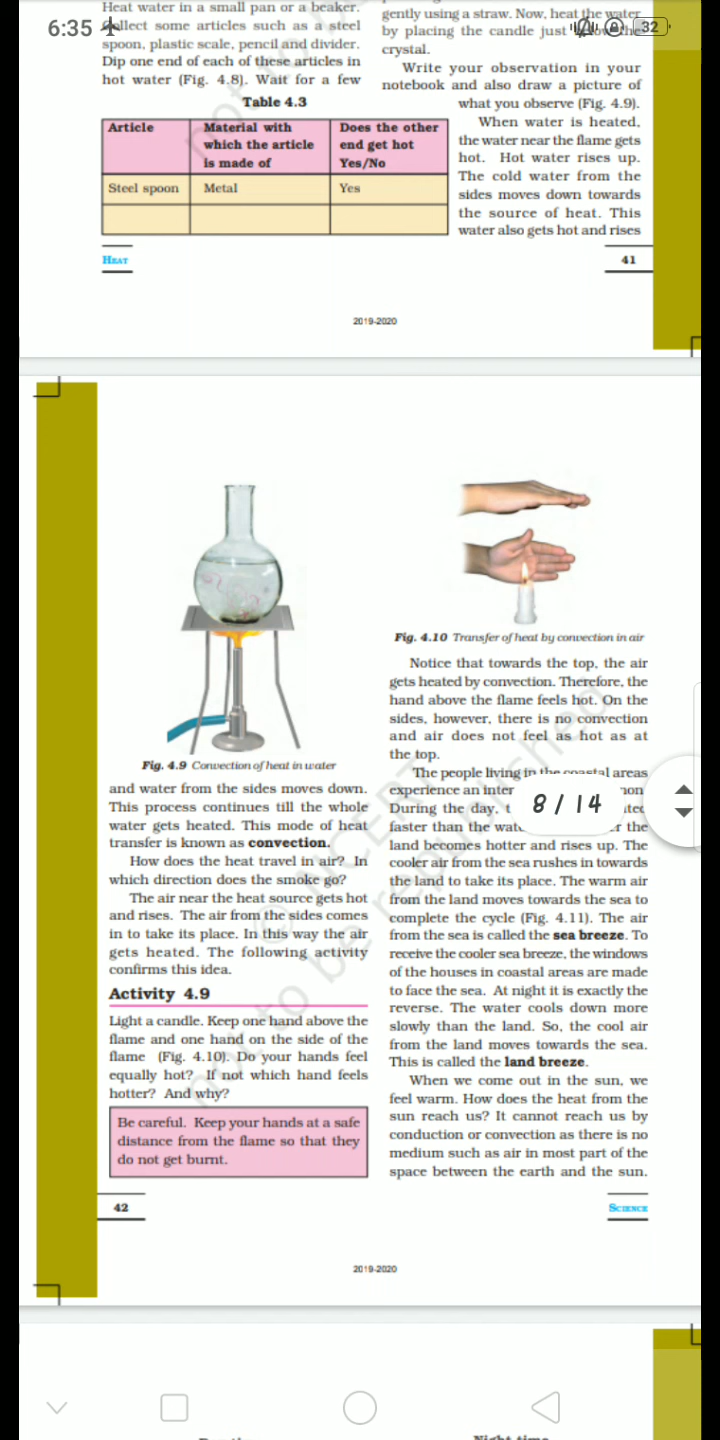 6:35
32
Heat water in a small pan or a beaker.
Collect some articles such as a steel
spoon, plastic scale, pencil and divider.
Dip one end of each of these articles in
hot water (Fig. 4.8). Wait for a few
gently using a straw. Now, heat the water
by placing the candle just
crystal.
Write your observation in your
notebook and also draw a picture of
what you observe (Fig. 4.9).
When water is heated,
the water near the flame gets
hot. Hot water rises up.
The cold water from the
sides moves down towards
the source of heat. This
water also gets hot and rises
Table 4.3
Article Material with which the article is made of Does the other end get hot Yes/No
Steel spoon Metal Yes
HEAT
41
2019-2020
Fig. 4.9 Convection of heat in water
and water from the sides moves down.
This process continues till the whole
water gets heated. This mode of heat
transfer is known as convection.
How does the heat travel in air? In
which direction does the smoke go?
The air near the heat source gets hot
and rises. The air from the sides comes
in to take its place. In this way the air
gets heated. The following activity
confirms this idea.
Activity 4.9
Light a candle. Keep one hand above the
flame and one hand on the side of the
flame (Fig. 4.10). Do your hands feel
equally hot? If not which hand feels
hotter? And why?
Be careful. Keep your hands at a safe
distance from the flame so that they
do not get burnt.
Fig. 4.10 Transfer of heat by convection in air
Notice that towards the top, the air
gets heated by convection. Therefore, the
hand above the flame feels hot. On the
sides, however, there is no convection
and air does not feel as hot as at
the top.
The people living in the coastal areas
experience an
During the day,
faster than the the
land becomes hotter and rises up. The
cooler air from the sea rushes in towards
the land to take its place. The warm air
from the land moves towards the sea to
complete the cycle (Fig. 4.11). The air
from the sea is called the sea breeze. To
receive the cooler sea breeze, the windows
of the houses in coastal areas are made
to face the sea. At night it is exactly the
reverse. The water cools down more
slowly than the land. So, the cool air
from the land moves towards the sea.
This is called the land breeze.
When we come out in the sun, we
feel warm. How does the heat from the
sun reach us? It cannot reach us by
conduction or convection as there is no
medium such as air in most part of the
space between the earth and the sun.
8 / 14
© NCERT
not to be republished
42
SCIENCE
2019-2020